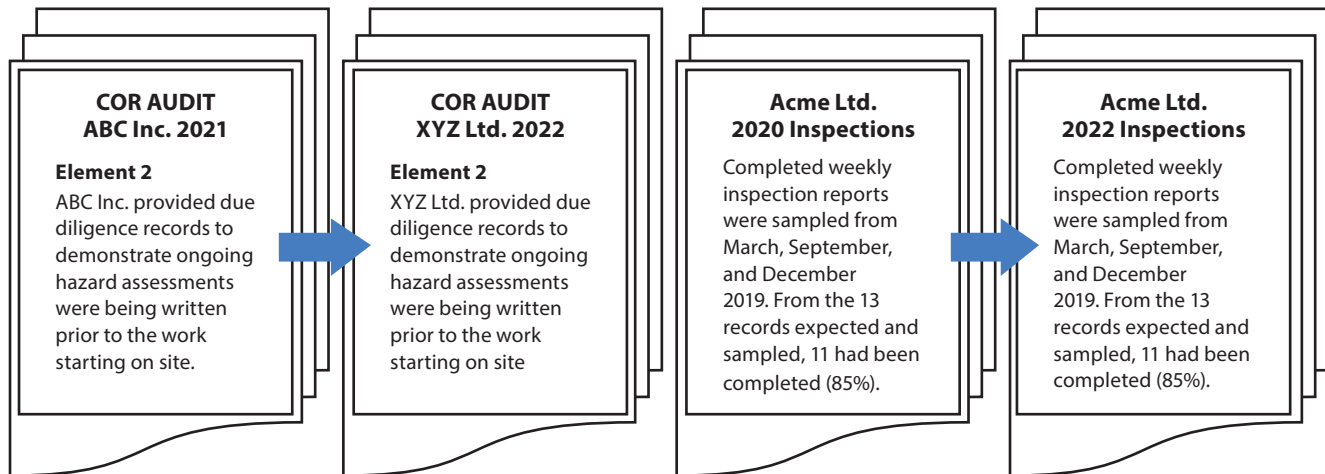 COR AUDIT
ABC Inc. 2021
Element 2
ABC Inc. provided due
diligence records to
demonstrate ongoing
hazard assessments
were being written
prior to the work
starting on site.
COR AUDIT
XYZ Ltd. 2022
Element 2
XYZ Ltd. provided due
diligence records to
demonstrate ongoing
hazard assessments
were being written
prior to the work
starting on site
Acme Ltd.
2020 Inspections
Completed weekly
inspection reports
were sampled from
March, September,
and December
2019. From the 13
records expected and
sampled, 11 had been
completed (85%).
Acme Ltd.
2022 Inspections
Completed weekly
inspection reports
were sampled from
March, September,
and December
2019. From the 13
records expected and
sampled, 11 had been
completed (85%).